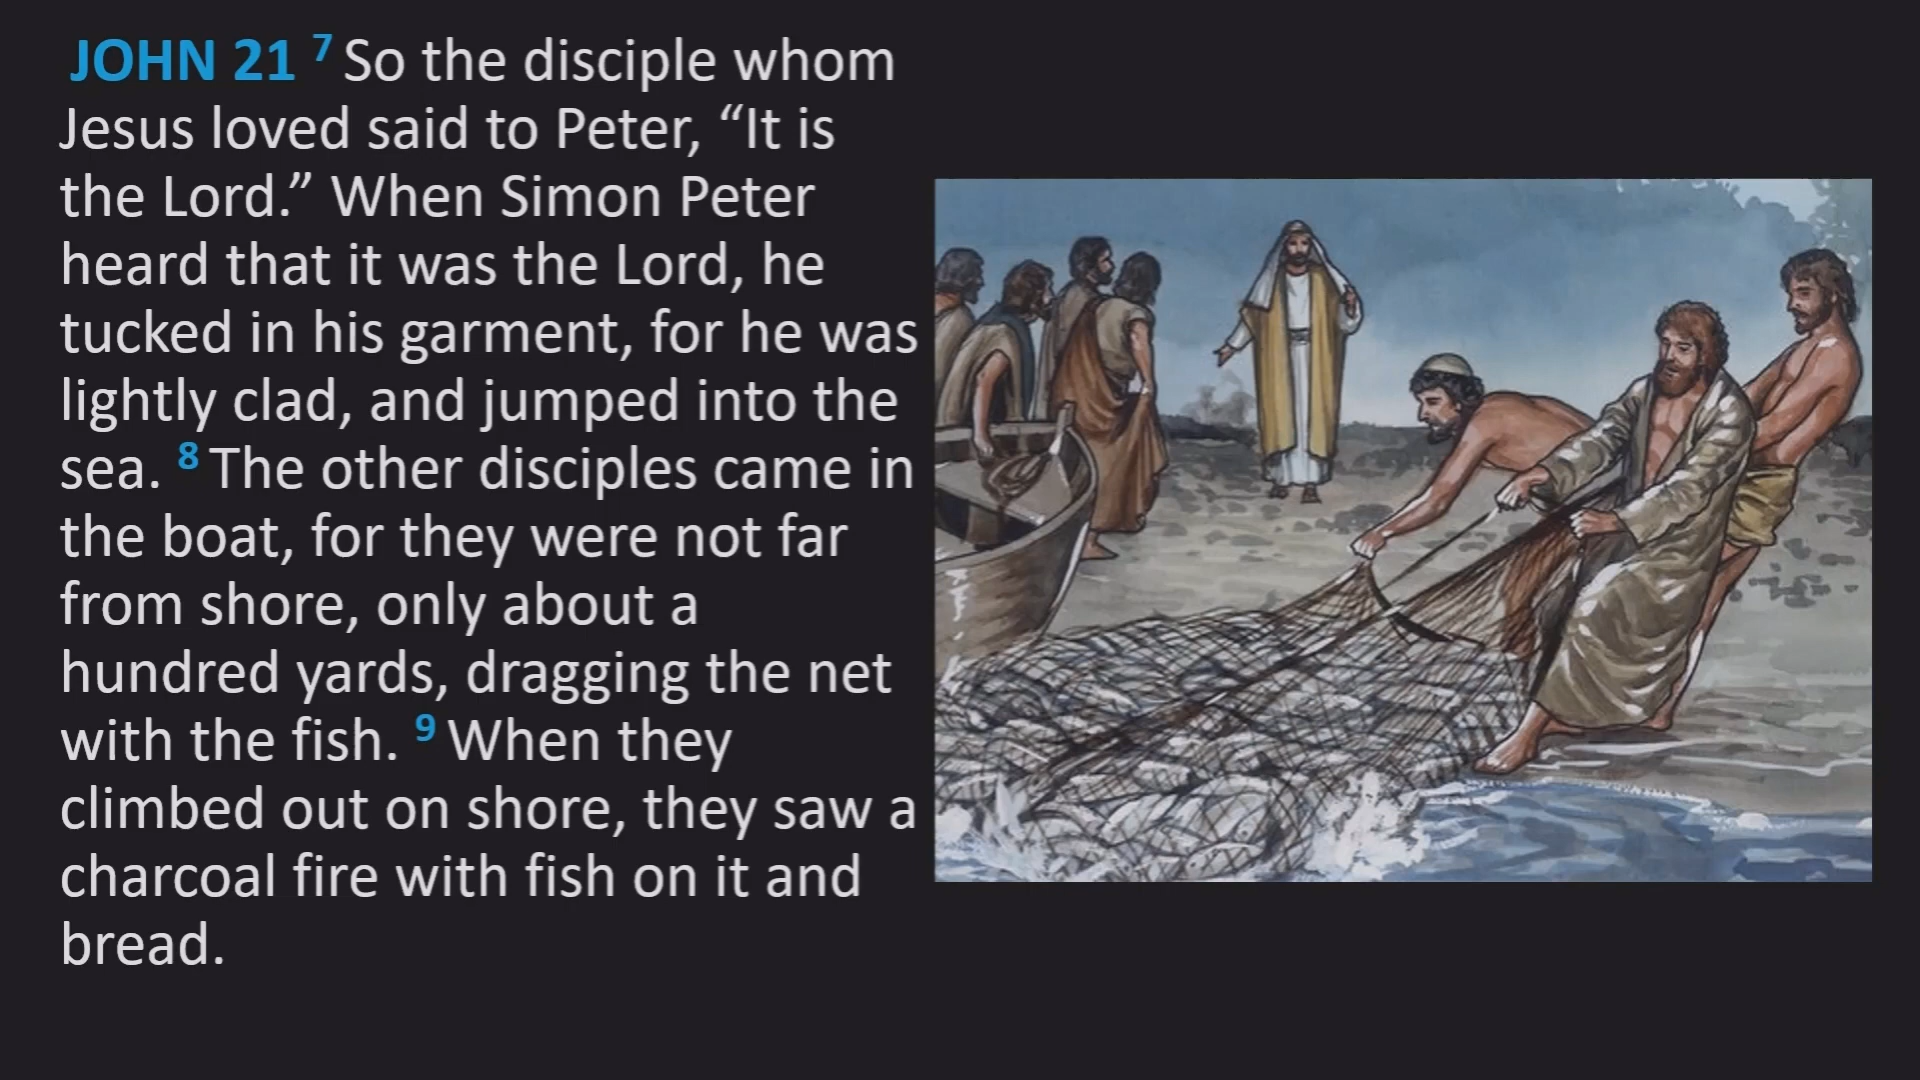 JOHN 21 7 So the disciple whom
Jesus loved said to Peter, “It is
the Lord.” When Simon Peter
heard that it was the Lord, he
tucked in his garment, for he was
lightly clad, and jumped into the
sea. 8 The other disciples came in
the boat, for they were not far
from shore, only about a
hundred yards, dragging the net
with the fish. 9 When they
climbed out on shore, they saw a
charcoal fire with fish on it and
bread.